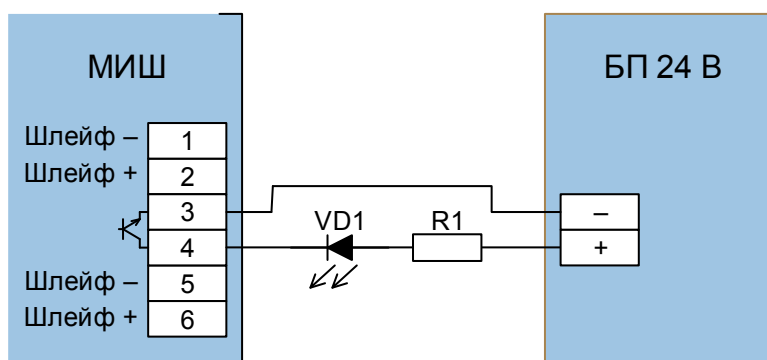 МИШ
БП 24 В
Шлейф – 1
Шлейф + 2
3
4
Шлейф – 5
Шлейф + 6
VD1
R1
–
+